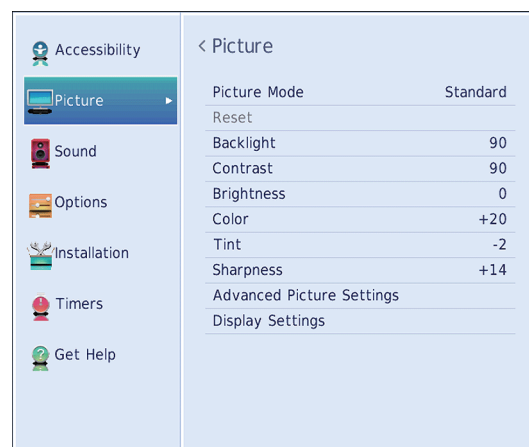 Accessibility
Picture
Sound
Options
Installation
Timers
Get Help
Picture
Picture Mode Standard
Reset
Backlight 90
Contrast 90
Brightness 0
Color +20
Tint -2
Sharpness +14
Advanced Picture Settings
Display Settings